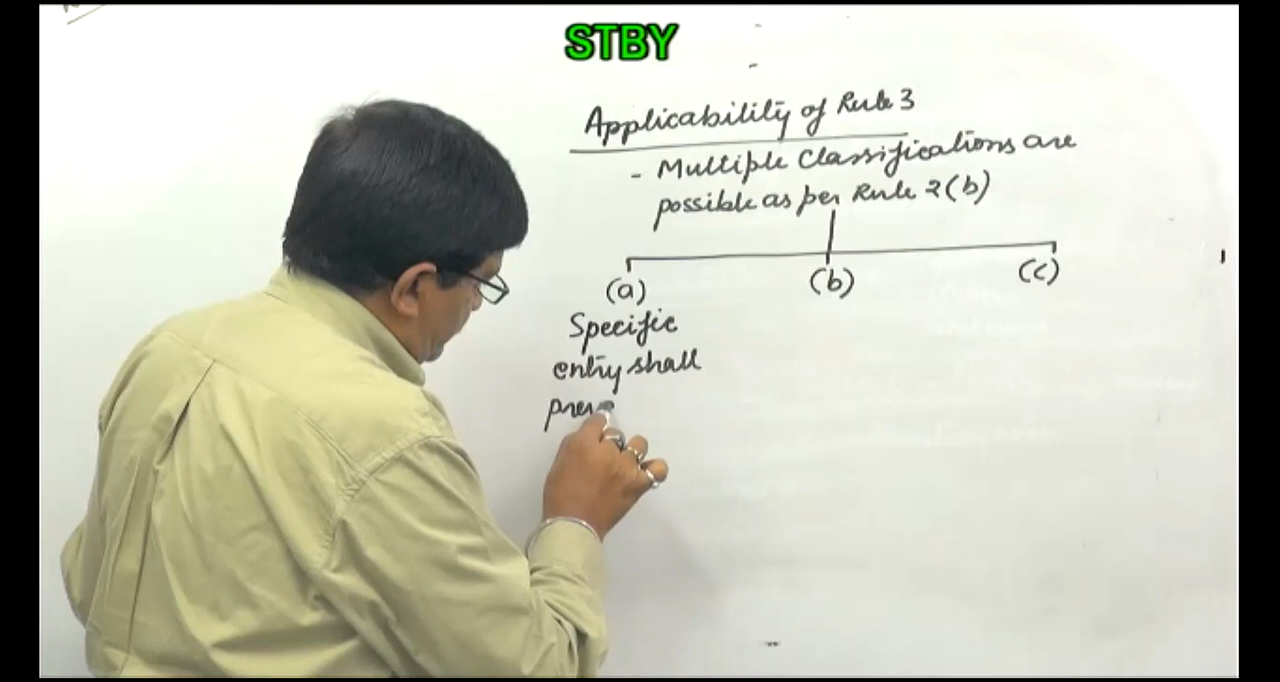 STBY
Applicability of Rule 3
- Multiple Classifications are
possible as per Rule 2(b)
(a) (b) (c)
Specific
entry shall